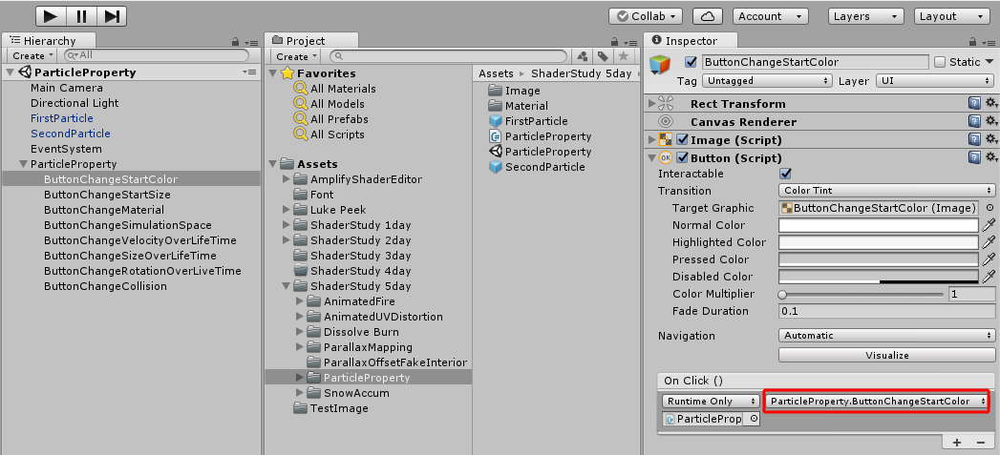 Collab
Account
Layers
Layout
Hierarchy
Create
All
ParticleProperty
Main Camera
Directional Light
FirstParticle
SecondParticle
EventSystem
ParticleProperty
ButtonChangeStartColor
ButtonChangeStartSize
ButtonChangeMaterial
ButtonChangeSimulationSpace
ButtonChangeVelocityOverLifeTime
ButtonChangeSizeOverLifeTime
ButtonChangeRotationOverLiveTime
ButtonChangeCollision
Project
Create
Favorites
All Materials
All Models
All Prefabs
All Scripts
Assets
AmplifyShaderEditor
Font
Luke Peek
ShaderStudy 1day
ShaderStudy 2day
ShaderStudy 3day
ShaderStudy 4day
ShaderStudy 5day
AnimatedFire
AnimatedUVDistortion
Dissolve Burn
ParallaxMapping
ParallaxOffsetFakeInterior
ParticleProperty
SnowAccum
TestImage
Assets ShaderStudy 5day
Image
Material
FirstParticle
ParticleProperty
ParticleProperty
SecondParticle
Inspector
ButtonChangeStartColor Static
Tag Untagged Layer UI
Rect Transform
Canvas Renderer
Image (Script)
OK Button (Script)
Interactable
Transition Color Tint
Target Graphic ButtonChangeStartColor (Image)
Normal Color
Highlighted Color
Pressed Color
Disabled Color
Color Multiplier 1
Fade Duration 0.1
Navigation Automatic
Visualize
On Click ()
Runtime Only ParticleProperty.ButtonChangeStartColor
ParticleProp